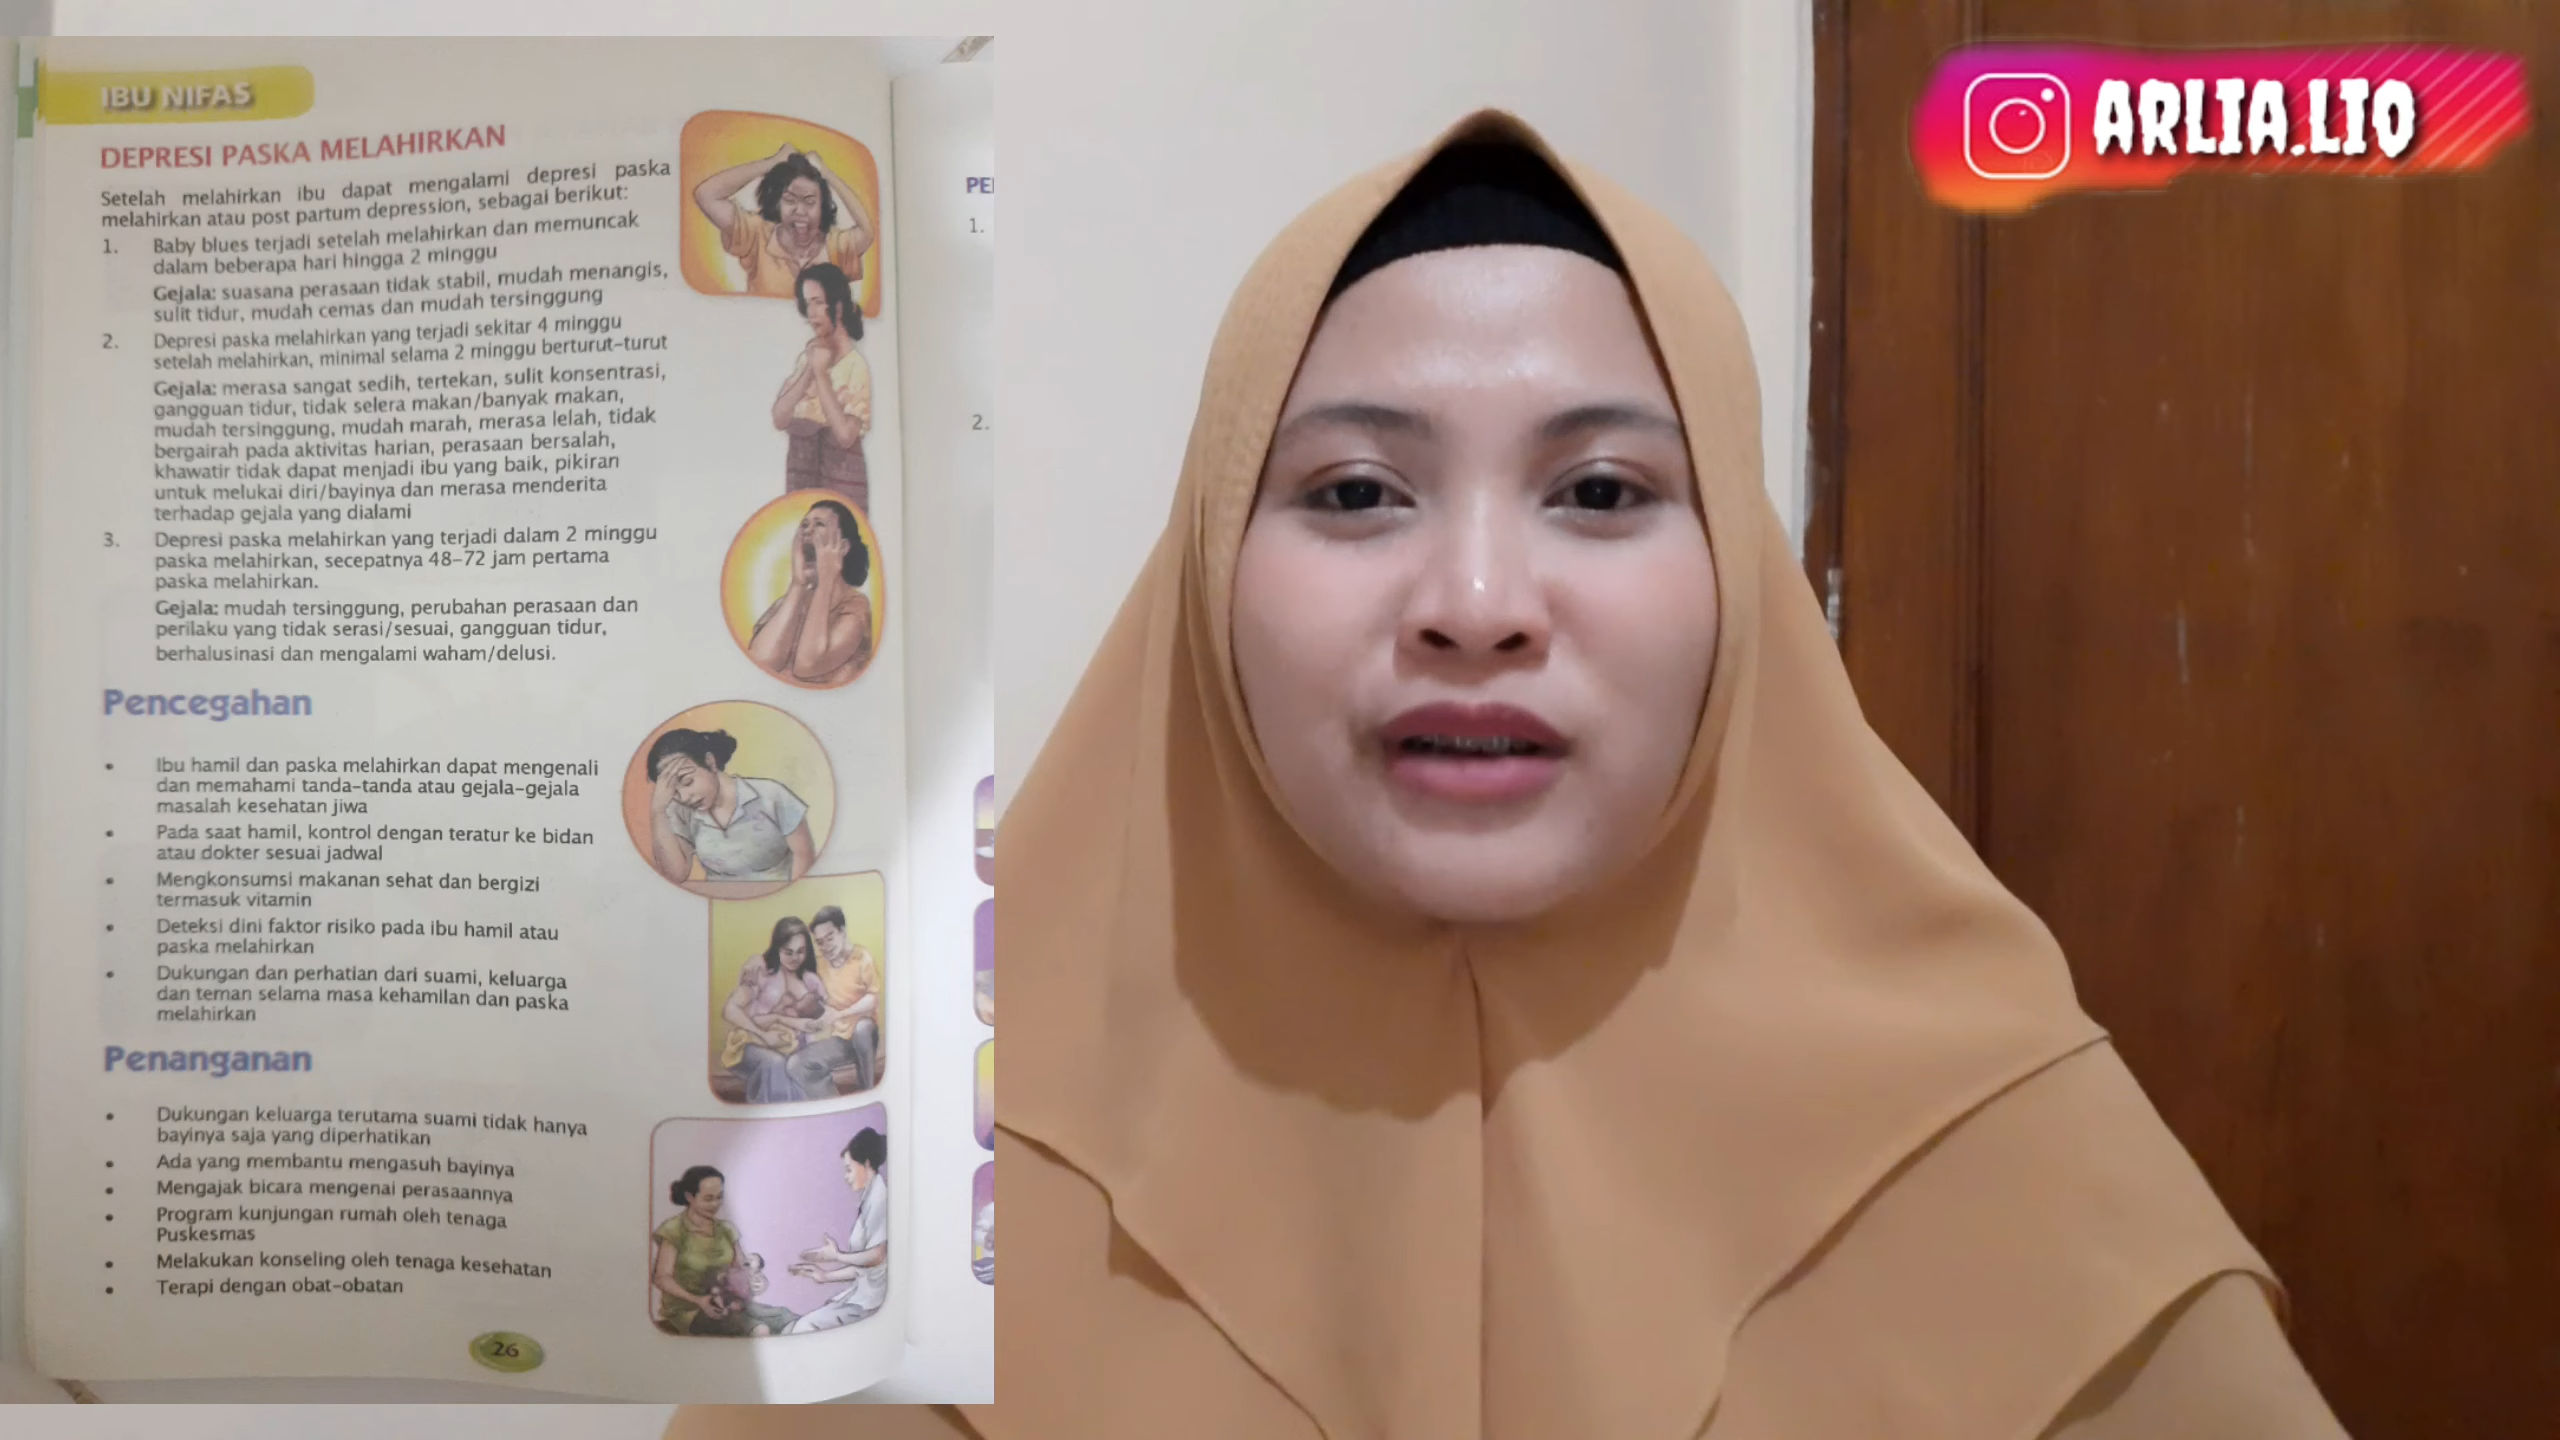 IBU NIFAS
DEPRESI PASKA MELAHIRKAN
Setelah melahirkan ibu dapat mengalami depresi paska
melahirkan atau post partum depression, sebagai berikut:
1. Baby blues terjadi setelah melahirkan dan memuncak
dalam beberapa hari hingga 2 minggu
Gejala: suasana perasaan tidak stabil, mudah menangis,
sulit tidur, mudah cemas dan mudah tersinggung
2. Depresi paska melahirkan yang terjadi sekitar 4 minggu
setelah melahirkan, minimal selama 2 minggu berturut-turut
Gejala: merasa sangat sedih, tertekan, sulit konsentrasi,
gangguan tidur, tidak selera makan/banyak makan,
mudah tersinggung, mudah marah, merasa lelah, tidak
bergairah pada aktivitas harian, perasaan bersalah,
khawatir tidak dapat menjadi ibu yang baik, pikiran
untuk melukai diri/bayinya dan merasa menderita
terhadap gejala yang dialami
3. Depresi paska melahirkan yang terjadi dalam 2 minggu
paska melahirkan, secepatnya 48-72 jam pertama
paska melahirkan.
Gejala: mudah tersinggung, perubahan perasaan dan
perilaku yang tidak serasi/sesuai, gangguan tidur,
berhalusinasi dan mengalami waham/delusi.
Pencegahan
• Ibu hamil dan paska melahirkan dapat mengenali
dan memahami tanda-tanda atau gejala-gejala
masalah kesehatan jiwa
• Pada saat hamil, kontrol dengan teratur ke bidan
atau dokter sesuai jadwal
• Mengkonsumsi makanan sehat dan bergizi
termasuk vitamin
• Deteksi dini faktor risiko pada ibu hamil atau
paska melahirkan
• Dukungan dan perhatian dari suami, keluarga
dan teman selama masa kehamilan dan paska
melahirkan
Penanganan
• Dukungan keluarga terutama suami tidak hanya
bayinya saja yang diperhatikan
• Ada yang membantu mengasuh bayinya
• Mengajak bicara mengenai perasaannya
• Program kunjungan rumah oleh tenaga
Puskesmas
• Melakukan konseling oleh tenaga kesehatan
• Terapi dengan obat-obatan
26
PE
1.
2.
ARLIA.LIO